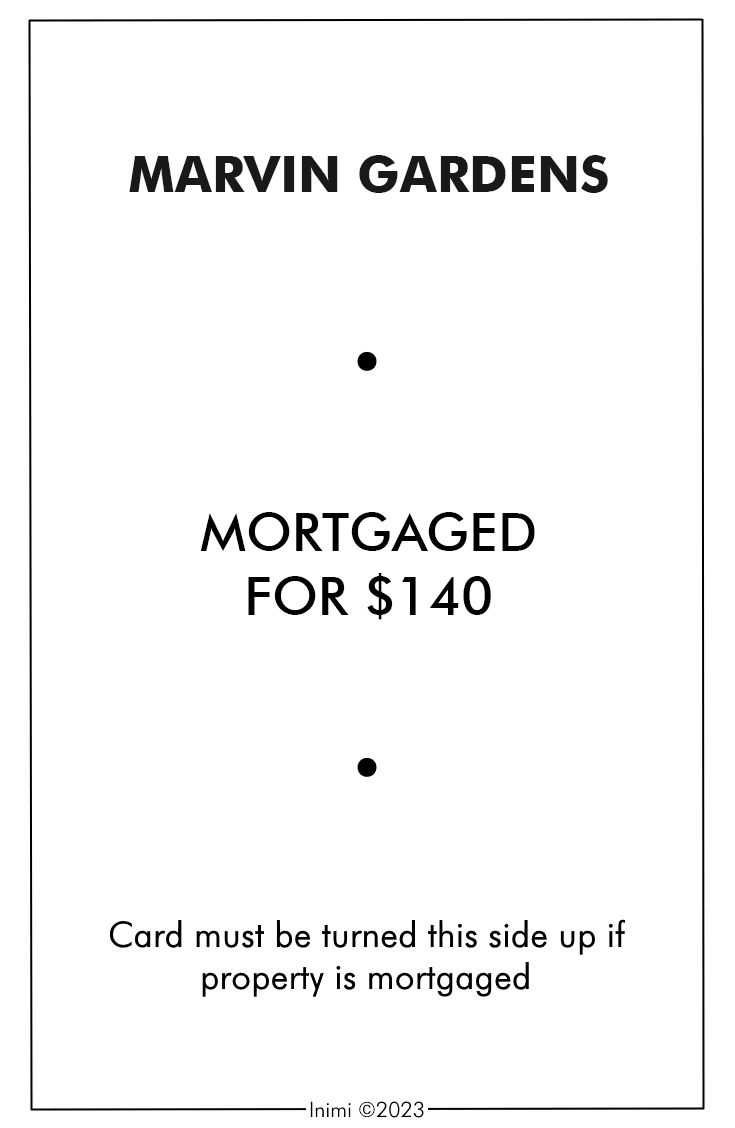 MARVIN GARDENS
MORTGAGED
FOR $140
Card must be turned this side up if
property is mortgaged
Inimi ©2023